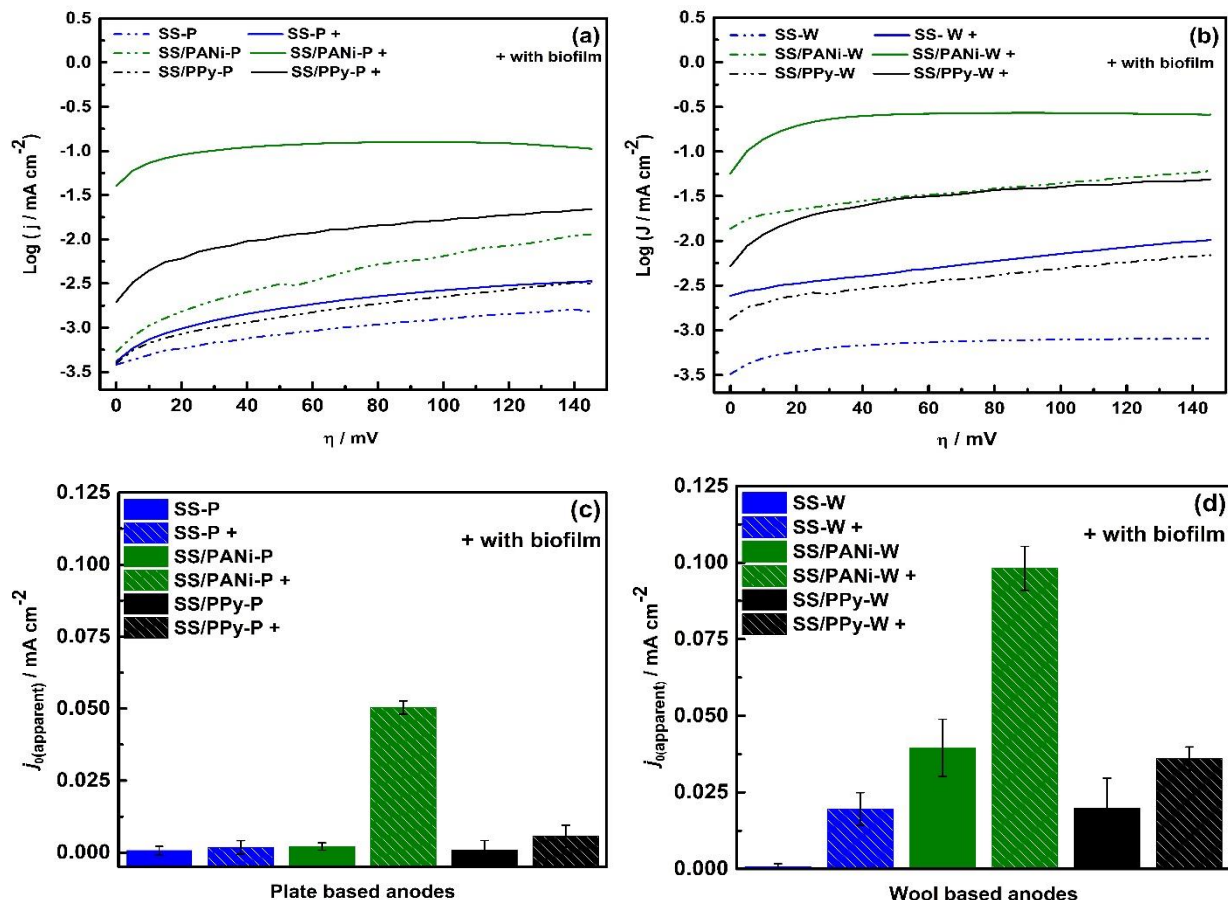 (a)
SS-P SS-P +
SS/PANi-P SS/PANi-P +
SS/PPy-P SS/PPy-P +
+ with biofilm
0.5
0.0
-0.5
-1.0
-1.5
-2.0
-2.5
-3.0
-3.5
Log ( j / mA cm-2)
0 20 40 60 80 100 120 140
η / mV
(b)
SS-W SS- W +
SS/PANi-W SS/PANi-W +
SS/PPy-W SS/PPy-W +
+ with biofilm
0.5
0.0
-0.5
-1.0
-1.5
-2.0
-2.5
-3.0
-3.5
Log (J / mA cm-2)
0 20 40 60 80 100 120 140
η / mV
(c)
SS-P
SS-P +
SS/PANi-P
SS/PANi-P +
SS/PPy-P
SS/PPy-P +
+ with biofilm
0.125
0.100
0.075
0.050
0.025
0.000
j0(apparent) / mA cm-2
Plate based anodes
(d)
SS-W
SS-W +
SS/PANi-W
SS/PANi-W +
SS/PPy-W
SS/PPy-W +
+ with biofilm
0.125
0.100
0.075
0.050
0.025
0.000
j0(apparent) / mA cm-2
Wool based anodes